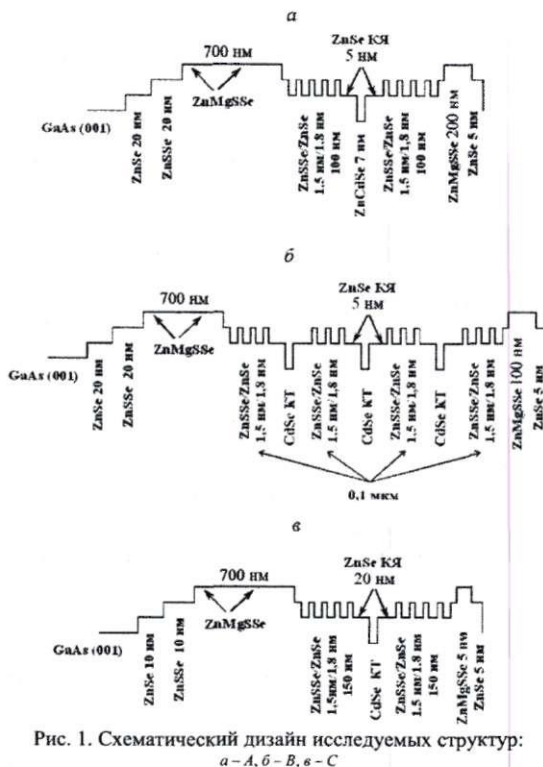 а
ZnSe КЯ
5 нм
700 нм
ZnMgSSe
GaAs (001)
ZnSe 20 нм
ZnSSe 20 нм
ZnSSe/ZnSe
1,5 нм/1,8 нм
100 нм
ZnCdSe 7 нм
ZnSSe/ZnSe
1,5 нм/1,8 нм
100 нм
ZnMgSSe 200 нм
ZnSe 5 нм
б
ZnSe КЯ
5 нм
700 нм
ZnMgSSe
GaAs (001)
ZnSe 20 нм
ZnSSe 20 нм
ZnSSe/ZnSe
1,5 нм/1,8 нм
CdSe КТ
ZnSSe/ZnSe
1,5 нм/1,8 нм
CdSe КТ
ZnSSe/ZnSe
1,5 нм/1,8 нм
CdSe КТ
ZnSSe/ZnSe
1,5 нм/1,8 нм
ZnMgSSe 100 нм
ZnSe 5 нм
0,1 мкм
в
ZnSe КЯ
20 нм
700 нм
ZnMgSSe
GaAs (001)
ZnSe 10 нм
ZnSSe 10 нм
ZnSSe/ZnSe
1,5нм/1,8 нм
150 нм
CdSe КТ
ZnSSe/ZnSe
1,5 нм/1,8 нм
150 нм
ZnMgSSe 5 нм
ZnSe 5 нм
Рис. 1. Схематический дизайн исследуемых структур:
а – А, б – В, в – С